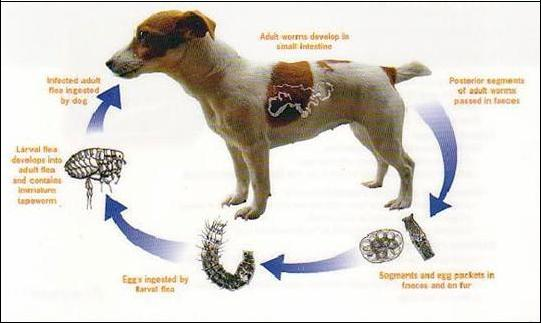 Adult worms develop in
small intestine
Infected adult
flea ingested
by dog
Posterior segments
of adult worms
passed in faeces
Larval flea
develops into
adult flea
and contains
immature
tapeworm
Eggs ingested by
larval flea
Segments and egg packets in
faeces and on fur